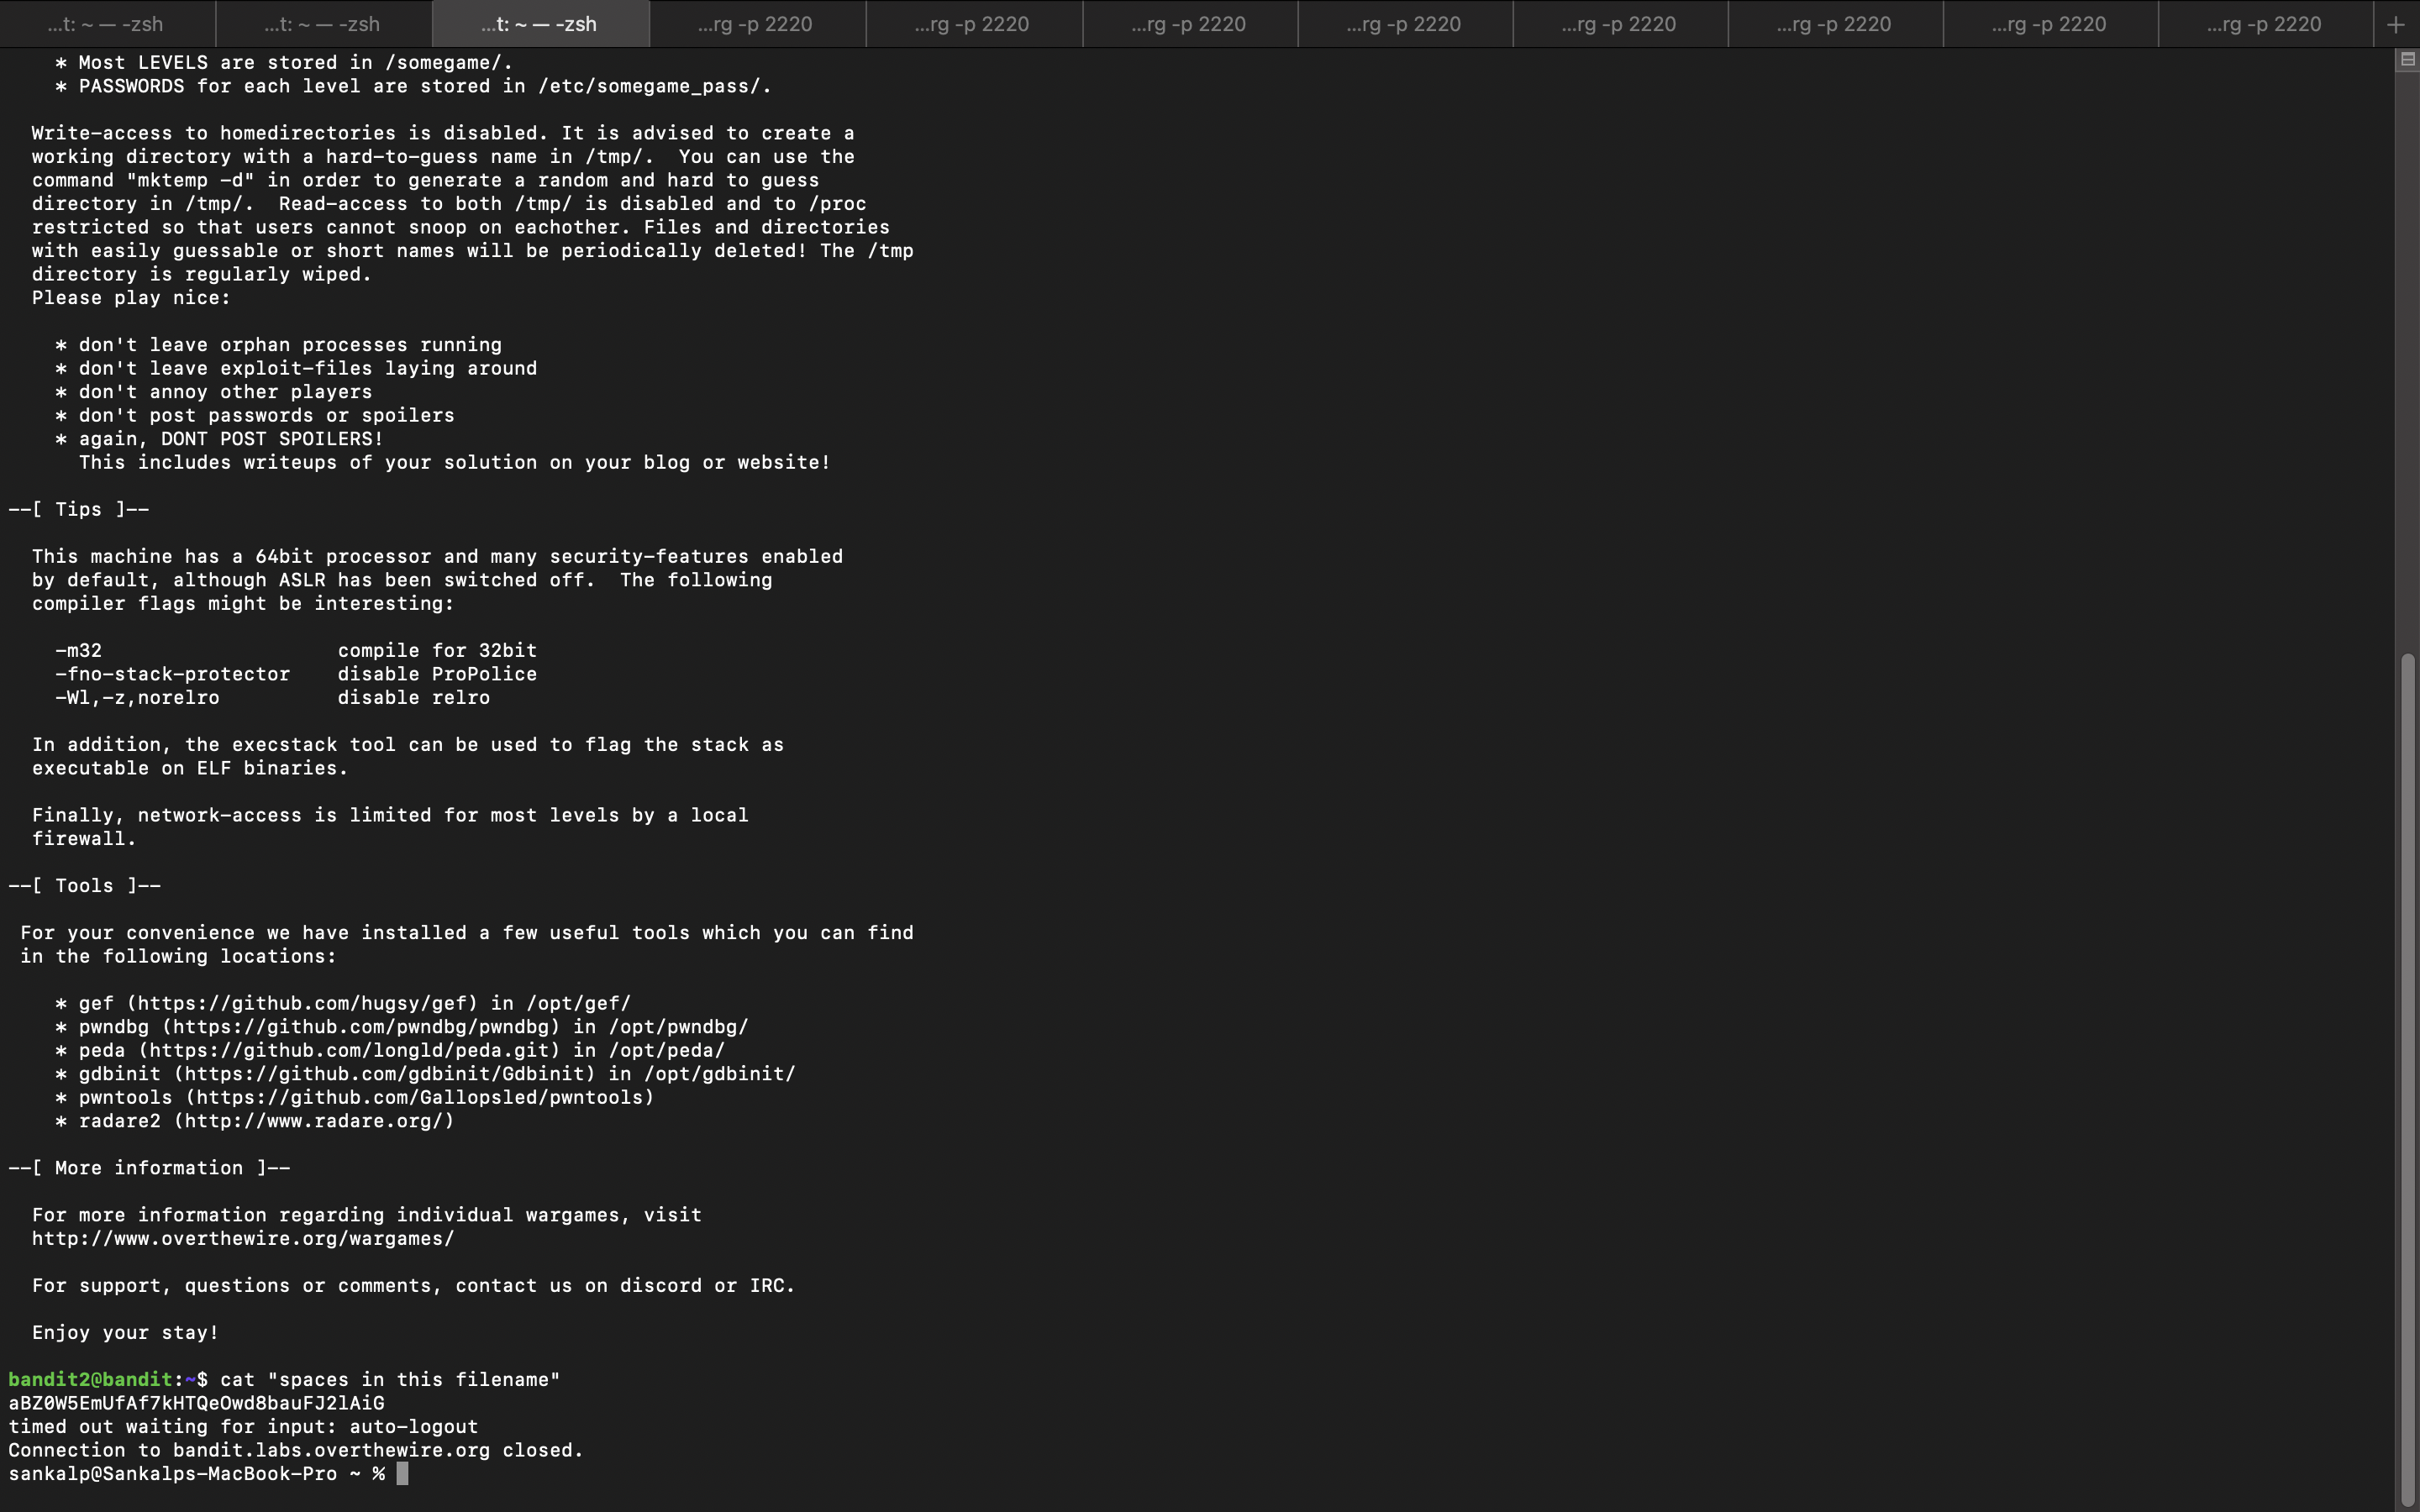 ...t: ~ — -zsh ...t: ~ — -zsh ...t: ~ — -zsh ...rg -p 2220 ...rg -p 2220 ...rg -p 2220 ...rg -p 2220 ...rg -p 2220 ...rg -p 2220 ...rg -p 2220 ...rg -p 2220 +
* Most LEVELS are stored in /somegame/.
* PASSWORDS for each level are stored in /etc/somegame_pass/.
Write-access to homedirectories is disabled. It is advised to create a
working directory with a hard-to-guess name in /tmp/.  You can use the
command "mktemp -d" in order to generate a random and hard to guess
directory in /tmp/.  Read-access to both /tmp/ is disabled and to /proc
restricted so that users cannot snoop on eachother. Files and directories
with easily guessable or short names will be periodically deleted! The /tmp
directory is regularly wiped.
Please play nice:
* don't leave orphan processes running
* don't leave exploit-files laying around
* don't annoy other players
* don't post passwords or spoilers
* again, DONT POST SPOILERS!
This includes writeups of your solution on your blog or website!
--[ Tips ]--
This machine has a 64bit processor and many security-features enabled
by default, although ASLR has been switched off.  The following
compiler flags might be interesting:
-m32                    compile for 32bit
-fno-stack-protector    disable ProPolice
-Wl,-z,norelro          disable relro
In addition, the execstack tool can be used to flag the stack as
executable on ELF binaries.
Finally, network-access is limited for most levels by a local
firewall.
--[ Tools ]--
For your convenience we have installed a few useful tools which you can find
in the following locations:
* gef (https://github.com/hugsy/gef) in /opt/gef/
* pwndbg (https://github.com/pwndbg/pwndbg) in /opt/pwndbg/
* peda (https://github.com/longld/peda.git) in /opt/peda/
* gdbinit (https://github.com/gdbinit/Gdbinit) in /opt/gdbinit/
* pwntools (https://github.com/Gallopsled/pwntools)
* radare2 (http://www.radare.org/)
--[ More information ]--
For more information regarding individual wargames, visit
http://www.overthewire.org/wargames/
For support, questions or comments, contact us on discord or IRC.
Enjoy your stay!
bandit2@bandit:~$ cat "spaces in this filename"
aBZ0W5EmUfAf7kHTQeOwd8bauFJ2lAiG
timed out waiting for input: auto-logout
Connection to bandit.labs.overthewire.org closed.
sankalp@Sankalps-MacBook-Pro ~ %